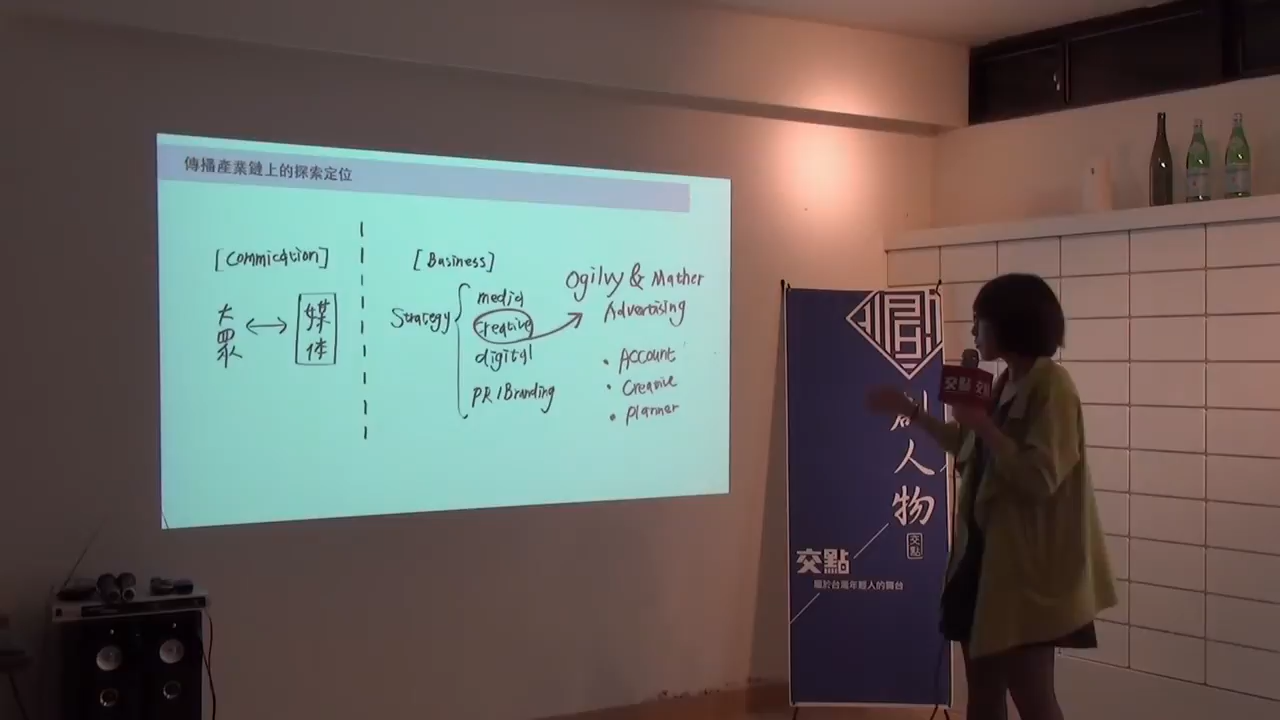 傳播產業鏈上的探索定位
[Commication]
大眾 ↔ 媒体
[Business]
Strategy
media
creative
digital
PR/Branding
Ogilvy & Mather
Advertising
• Account
• Creative
• planner
創人物
交點
交點
屬於台灣年輕人的舞台
交點